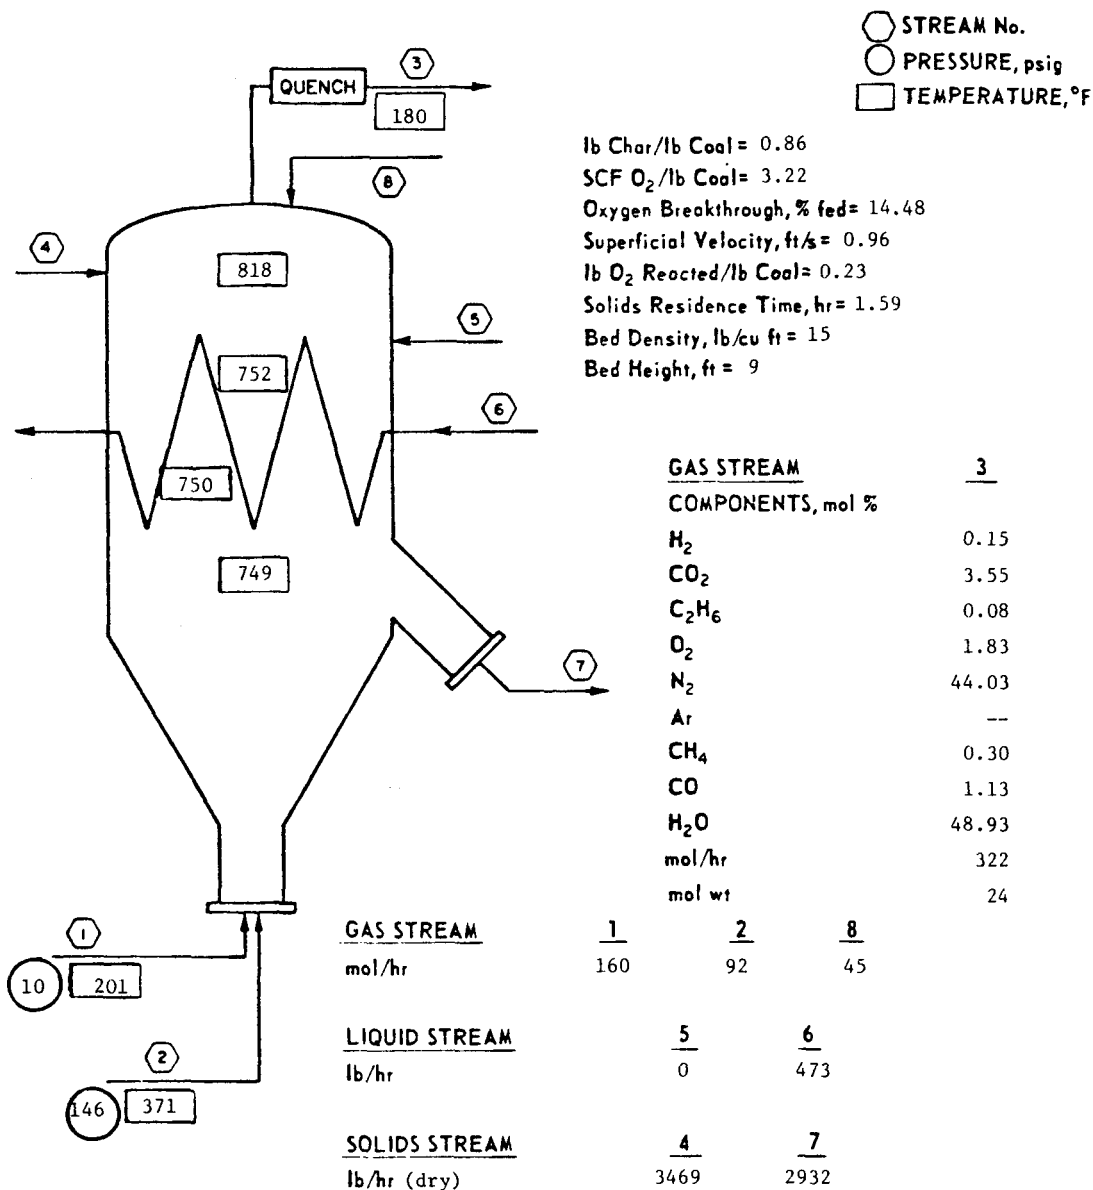 STREAM No.
PRESSURE, psig
TEMPERATURE, °F
3
QUENCH
180
8
4
818
5
752
6
750
749
7
lb Char/lb Coal = 0.86
SCF O₂/lb Coal = 3.22
Oxygen Breakthrough, % fed = 14.48
Superficial Velocity, ft/s = 0.96
lb O₂ Reacted/lb Coal = 0.23
Solids Residence Time, hr = 1.59
Bed Density, lb/cu ft = 15
Bed Height, ft = 9
GAS STREAM 3
COMPONENTS, mol %
H₂ 0.15
CO₂ 3.55
C₂H₆ 0.08
O₂ 1.83
N₂ 44.03
Ar --
CH₄ 0.30
CO 1.13
H₂O 48.93
mol/hr 322
mol wt 24
1
10 201
2
146 371
GAS STREAM 1 2 8
mol/hr 160 92 45
LIQUID STREAM 5 6
lb/hr 0 473
SOLIDS STREAM 4 7
lb/hr (dry) 3469 2932